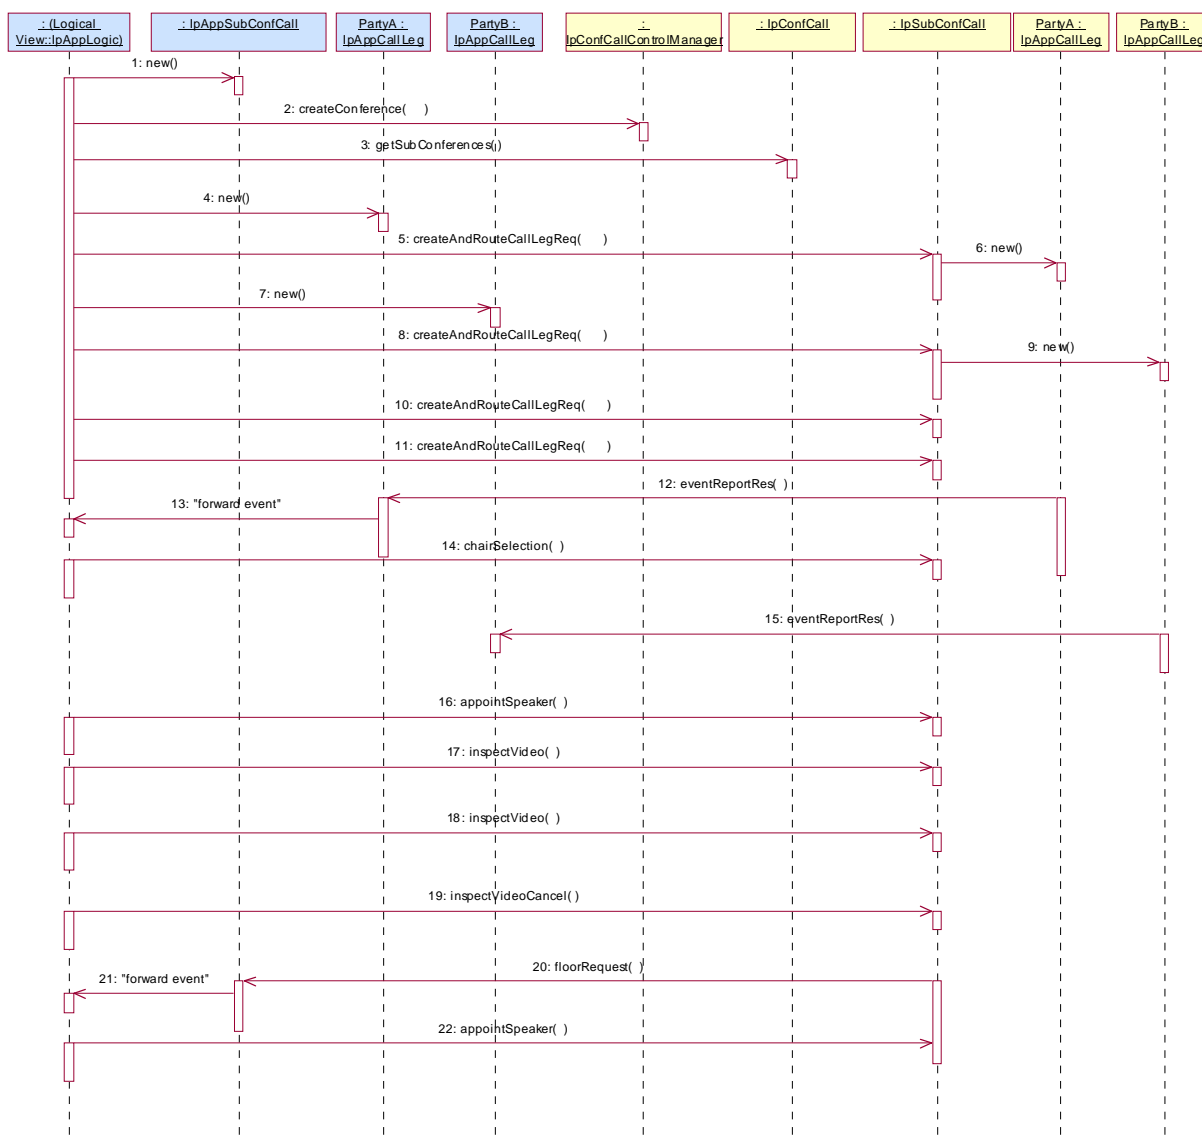 : (Logical
View::IpAppLogic)
: IpAppSubConfCall
PartyA :
IpAppCallLeg
PartyB :
IpAppCallLeg
:
IpConfCallControlManager
: IpConfCall
: IpSubConfCall
PartyA :
IpAppCallLeg
PartyB :
IpAppCallLeg
1: new()
2: createConference( )
3: getSubConferences()
4: new()
5: createAndRouteCallLegReq( )
6: new()
7: new()
8: createAndRouteCallLegReq( )
9: new()
10: createAndRouteCallLegReq( )
11: createAndRouteCallLegReq( )
12: eventReportRes( )
13: "forward event"
14: chairSelection( )
15: eventReportRes( )
16: appointSpeaker( )
17: inspectVideo( )
18: inspectVideo( )
19: inspectVideoCancel( )
20: floorRequest( )
21: "forward event"
22: appointSpeaker( )